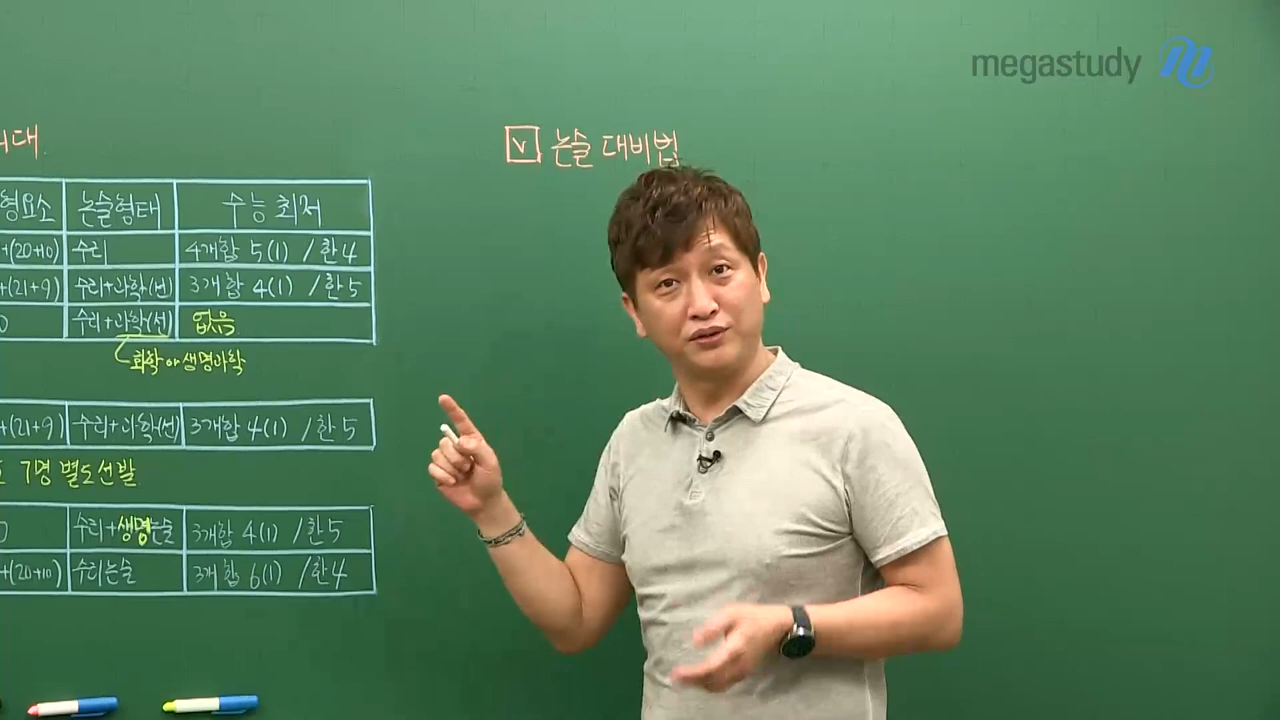 megastudy
의대
V 논술 대비법
형요소 논술형태 수능 최저
+(20+10) 수리 4개합 5(1) / 한4
+(21+9) 수리+과학(선) 3개합 4(1) / 한5
0 수리+과학(선) 없음
화학 or 생명과학
+(21+9) 수리+과학(선) 3개합 4(1) / 한5
7명 별도선발
0 수리+생명논술 3개합 4(1) / 한5
+(20+10) 수리논술 3개합 6(1) / 한4